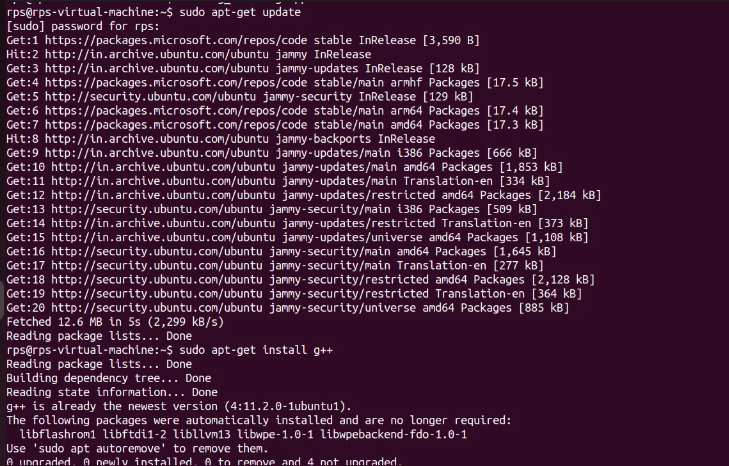 rps@rps-virtual-machine:~$ sudo apt-get update
[sudo] password for rps:
Get:1 https://packages.microsoft.com/repos/code stable InRelease [3,590 B]
Hit:2 http://in.archive.ubuntu.com/ubuntu jammy InRelease
Get:3 http://in.archive.ubuntu.com/ubuntu jammy-updates InRelease [128 kB]
Get:4 https://packages.microsoft.com/repos/code stable/main armhf Packages [17.5 kB]
Get:5 http://security.ubuntu.com/ubuntu jammy-security InRelease [129 kB]
Get:6 https://packages.microsoft.com/repos/code stable/main arm64 Packages [17.4 kB]
Get:7 https://packages.microsoft.com/repos/code stable/main amd64 Packages [17.3 kB]
Hit:8 http://in.archive.ubuntu.com/ubuntu jammy-backports InRelease
Get:9 http://in.archive.ubuntu.com/ubuntu jammy-updates/main i386 Packages [666 kB]
Get:10 http://in.archive.ubuntu.com/ubuntu jammy-updates/main amd64 Packages [1,853 kB]
Get:11 http://in.archive.ubuntu.com/ubuntu jammy-updates/main Translation-en [334 kB]
Get:12 http://in.archive.ubuntu.com/ubuntu jammy-updates/restricted amd64 Packages [2,184 kB]
Get:13 http://security.ubuntu.com/ubuntu jammy-security/main i386 Packages [509 kB]
Get:14 http://in.archive.ubuntu.com/ubuntu jammy-updates/restricted Translation-en [373 kB]
Get:15 http://in.archive.ubuntu.com/ubuntu jammy-updates/universe amd64 Packages [1,108 kB]
Get:16 http://security.ubuntu.com/ubuntu jammy-security/main amd64 Packages [1,645 kB]
Get:17 http://security.ubuntu.com/ubuntu jammy-security/main Translation-en [277 kB]
Get:18 http://security.ubuntu.com/ubuntu jammy-security/restricted amd64 Packages [2,128 kB]
Get:19 http://security.ubuntu.com/ubuntu jammy-security/restricted Translation-en [364 kB]
Get:20 http://security.ubuntu.com/ubuntu jammy-security/universe amd64 Packages [885 kB]
Fetched 12.6 MB in 5s (2,299 kB/s)
Reading package lists... Done
rps@rps-virtual-machine:~$ sudo apt-get install g++
Reading package lists... Done
Building dependency tree... Done
Reading state information... Done
g++ is already the newest version (4:11.2.0-1ubuntu1).
The following packages were automatically installed and are no longer required:
  libflashrom1 libftdi1-2 libllvm13 libwpe-1.0-1 libwpebackend-fdo-1.0-1
Use 'sudo apt autoremove' to remove them.
0 upgraded, 0 newly installed, 0 to remove and 4 not upgraded.